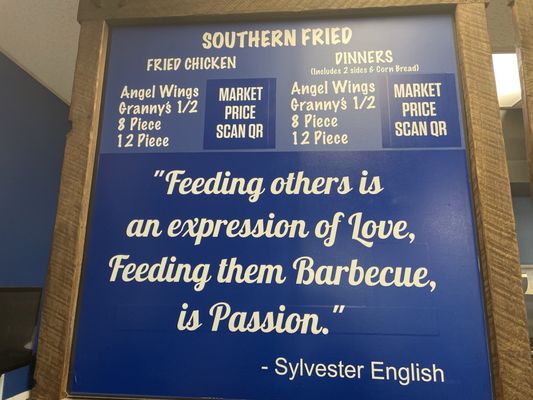 SOUTHERN FRIED
FRIED CHICKEN
Angel Wings
Granny's 1/2
8 Piece
12 Piece
MARKET
PRICE
SCAN QR
DINNERS
(Includes 2 sides & Corn Bread)
Angel Wings
Granny's 1/2
8 Piece
12 Piece
MARKET
PRICE
SCAN QR
"Feeding others is
an expression of Love,
Feeding them Barbecue,
is Passion."
- Sylvester English